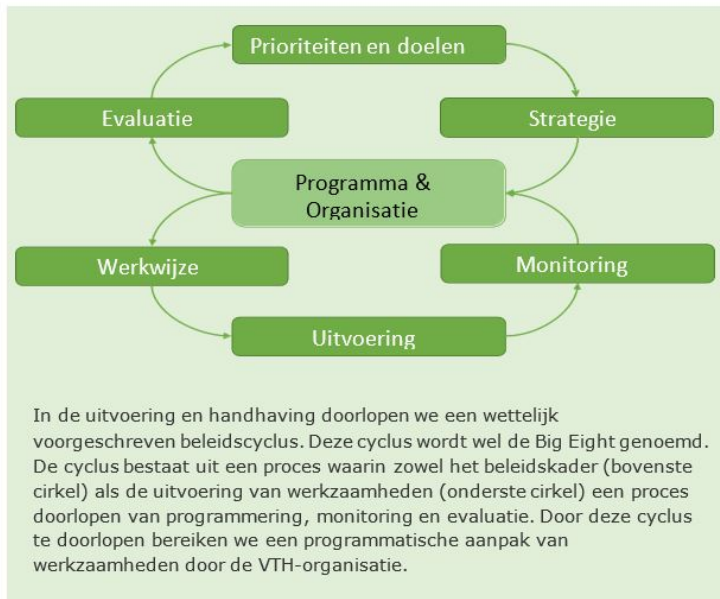 Prioriteiten en doelen
Evaluatie
Strategie
Programma &
Organisatie
Werkwijze
Monitoring
Uitvoering
In de uitvoering en handhaving doorlopen we een wettelijk
voorgeschreven beleidscyclus. Deze cyclus wordt wel de Big Eight genoemd.
De cyclus bestaat uit een proces waarin zowel het beleidskader (bovenste
cirkel) als de uitvoering van werkzaamheden (onderste cirkel) een proces
doorlopen van programmering, monitoring en evaluatie. Door deze cyclus
te doorlopen bereiken we een programmatische aanpak van
werkzaamheden door de VTH-organisatie.